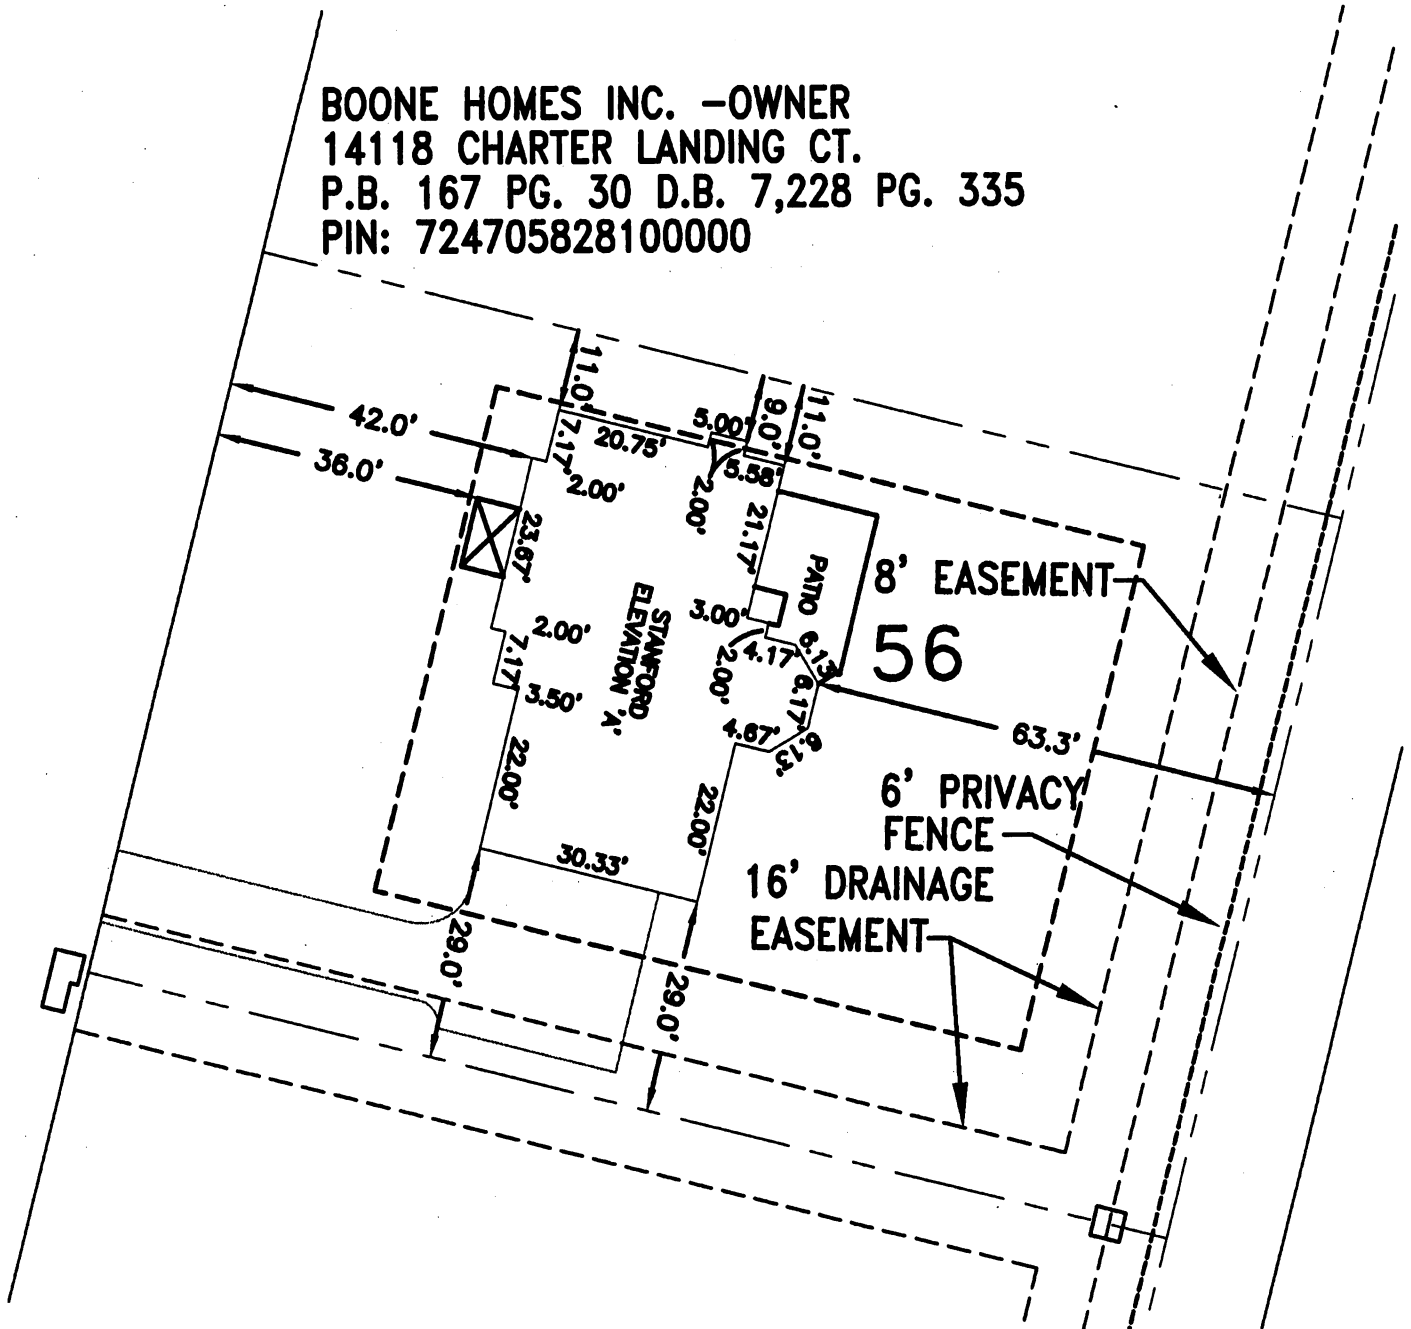 BOONE HOMES INC. -OWNER
14118 CHARTER LANDING CT.
P.B. 167 PG. 30 D.B. 7,228 PG. 335
PIN: 724705828100000
11.0'
42.0'
36.0'
7.17'
20.75'
5.00'
9.0'
11.0'
2.00'
5.58'
2.00'
23.67'
21.17'
PATIO
8' EASEMENT
2.00'
3.00'
STANFORD
ELEVATION 'A'
7.17'
4.17'
6.13'
56
2.00'
3.50'
6.17'
4.67'
6.13'
63.3'
22.00'
22.00'
6' PRIVACY
FENCE
30.33'
16' DRAINAGE
EASEMENT
29.0'
29.0'